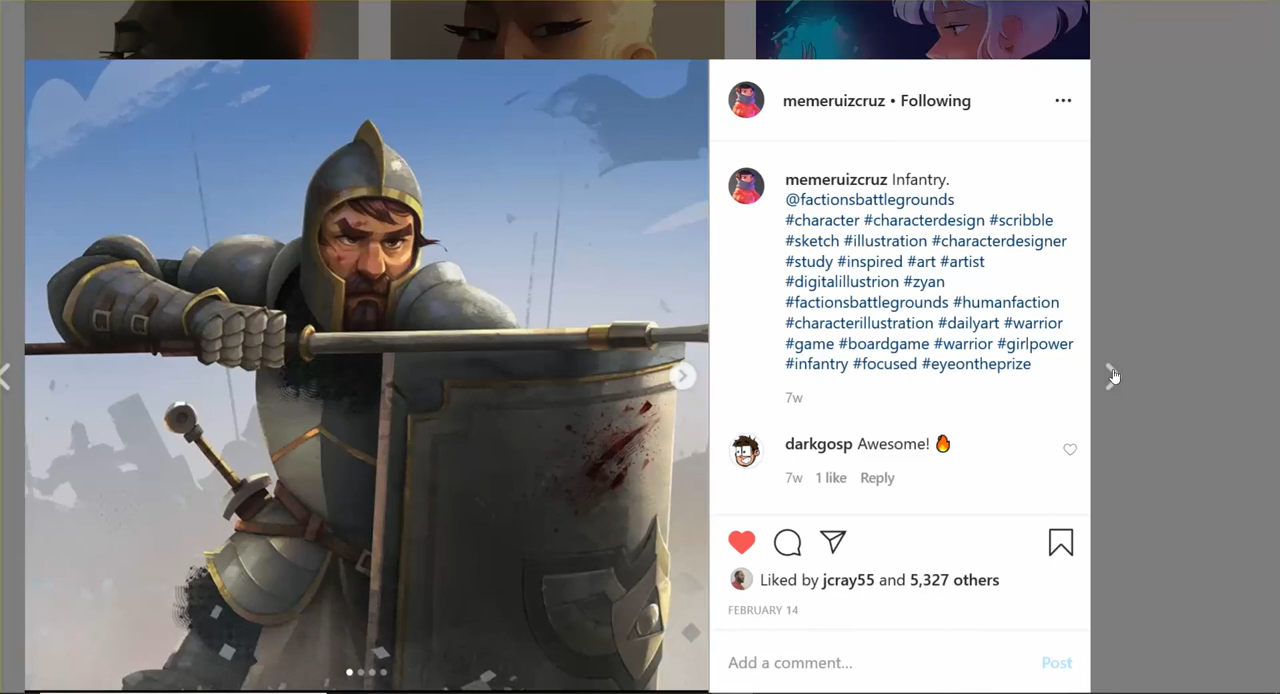 memeruizcruz • Following
memeruizcruz Infantry.
@factionsbattlegrounds
#character #characterdesign #scribble
#sketch #illustration #characterdesigner
#study #inspired #art #artist
#digitalillustrion #zyan
#factionsbattlegrounds #humanfaction
#characterillustration #dailyart #warrior
#game #boardgame #warrior #girlpower
#infantry #focused #eyeontheprize
7w
darkgosp Awesome! 🔥
7w 1 like Reply
Liked by jcray55 and 5,327 others
FEBRUARY 14
Add a comment... Post